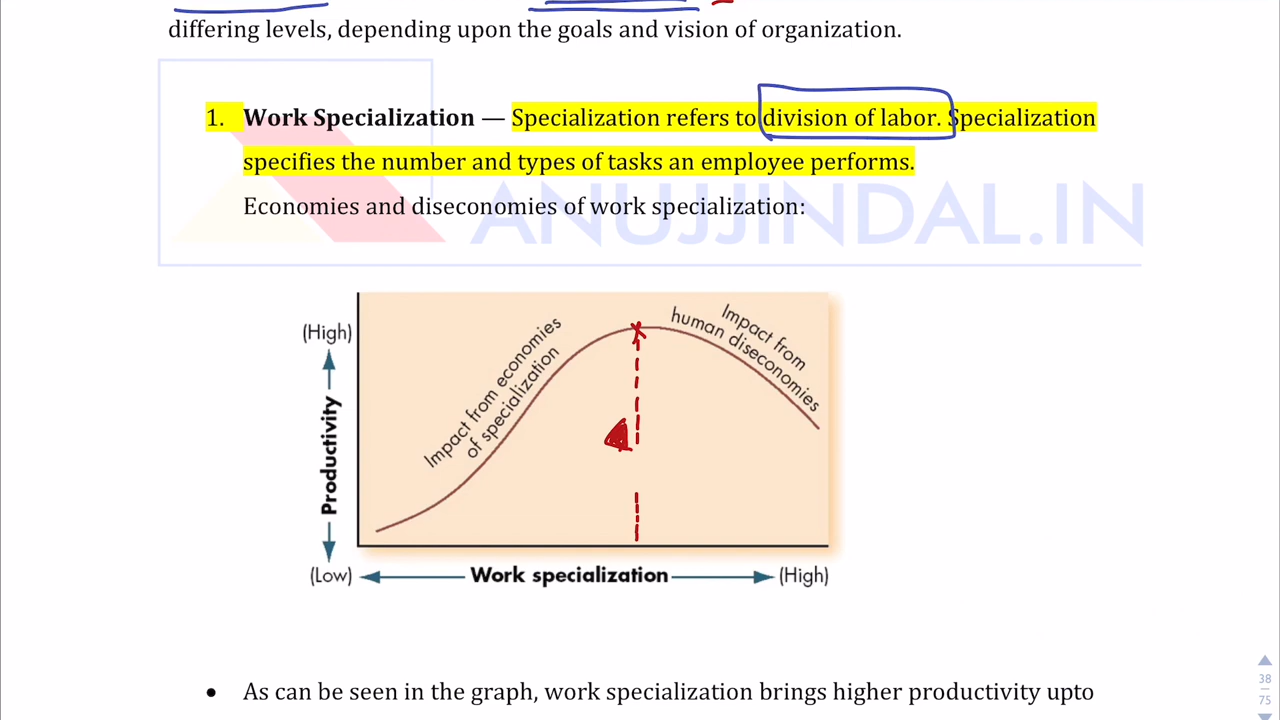 differing levels, depending upon the goals and vision of organization.
1. Work Specialization — Specialization refers to division of labor. Specialization
specifies the number and types of tasks an employee performs.
ANUJJINDAL.IN
Economies and diseconomies of work specialization:
(High)
Productivity
(Low)
Impact from economies
of specialization
Impact from
human diseconomies
Work specialization
(High)
• As can be seen in the graph, work specialization brings higher productivity upto
38
75